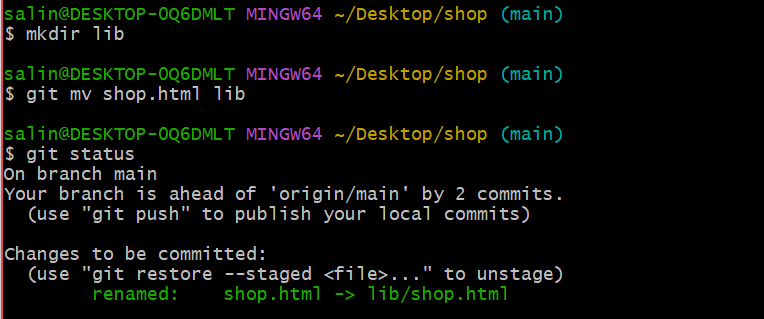 salin@DESKTOP-OQ6DMLT MINGW64 ~/Desktop/shop (main)
$ mkdir lib
salin@DESKTOP-OQ6DMLT MINGW64 ~/Desktop/shop (main)
$ git mv shop.html lib
salin@DESKTOP-OQ6DMLT MINGW64 ~/Desktop/shop (main)
$ git status
On branch main
Your branch is ahead of 'origin/main' by 2 commits.
  (use "git push" to publish your local commits)
Changes to be committed:
  (use "git restore --staged <file>..." to unstage)
        renamed:    shop.html -> lib/shop.html